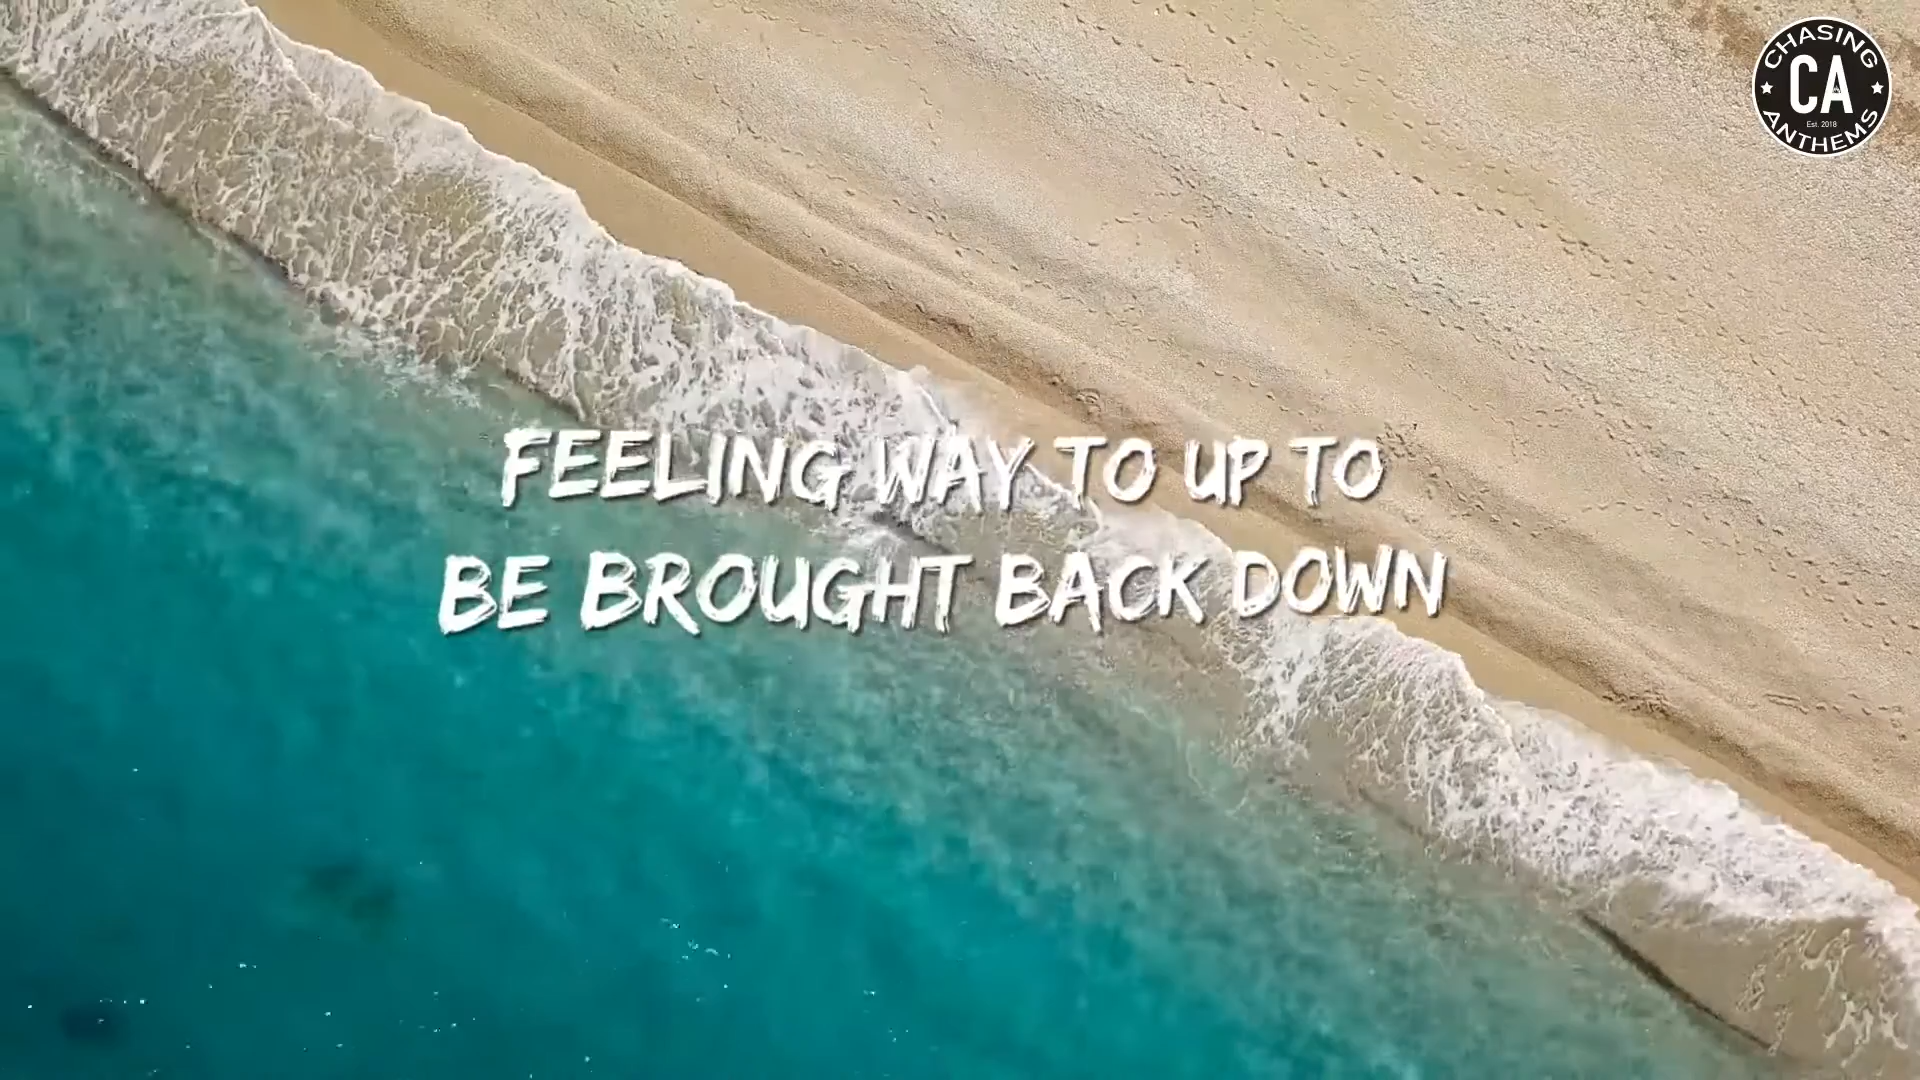 CHASING
CA
Est. 2018
ANTHEMS
FEELING WAY TO UP TO
BE BROUGHT BACK DOWN